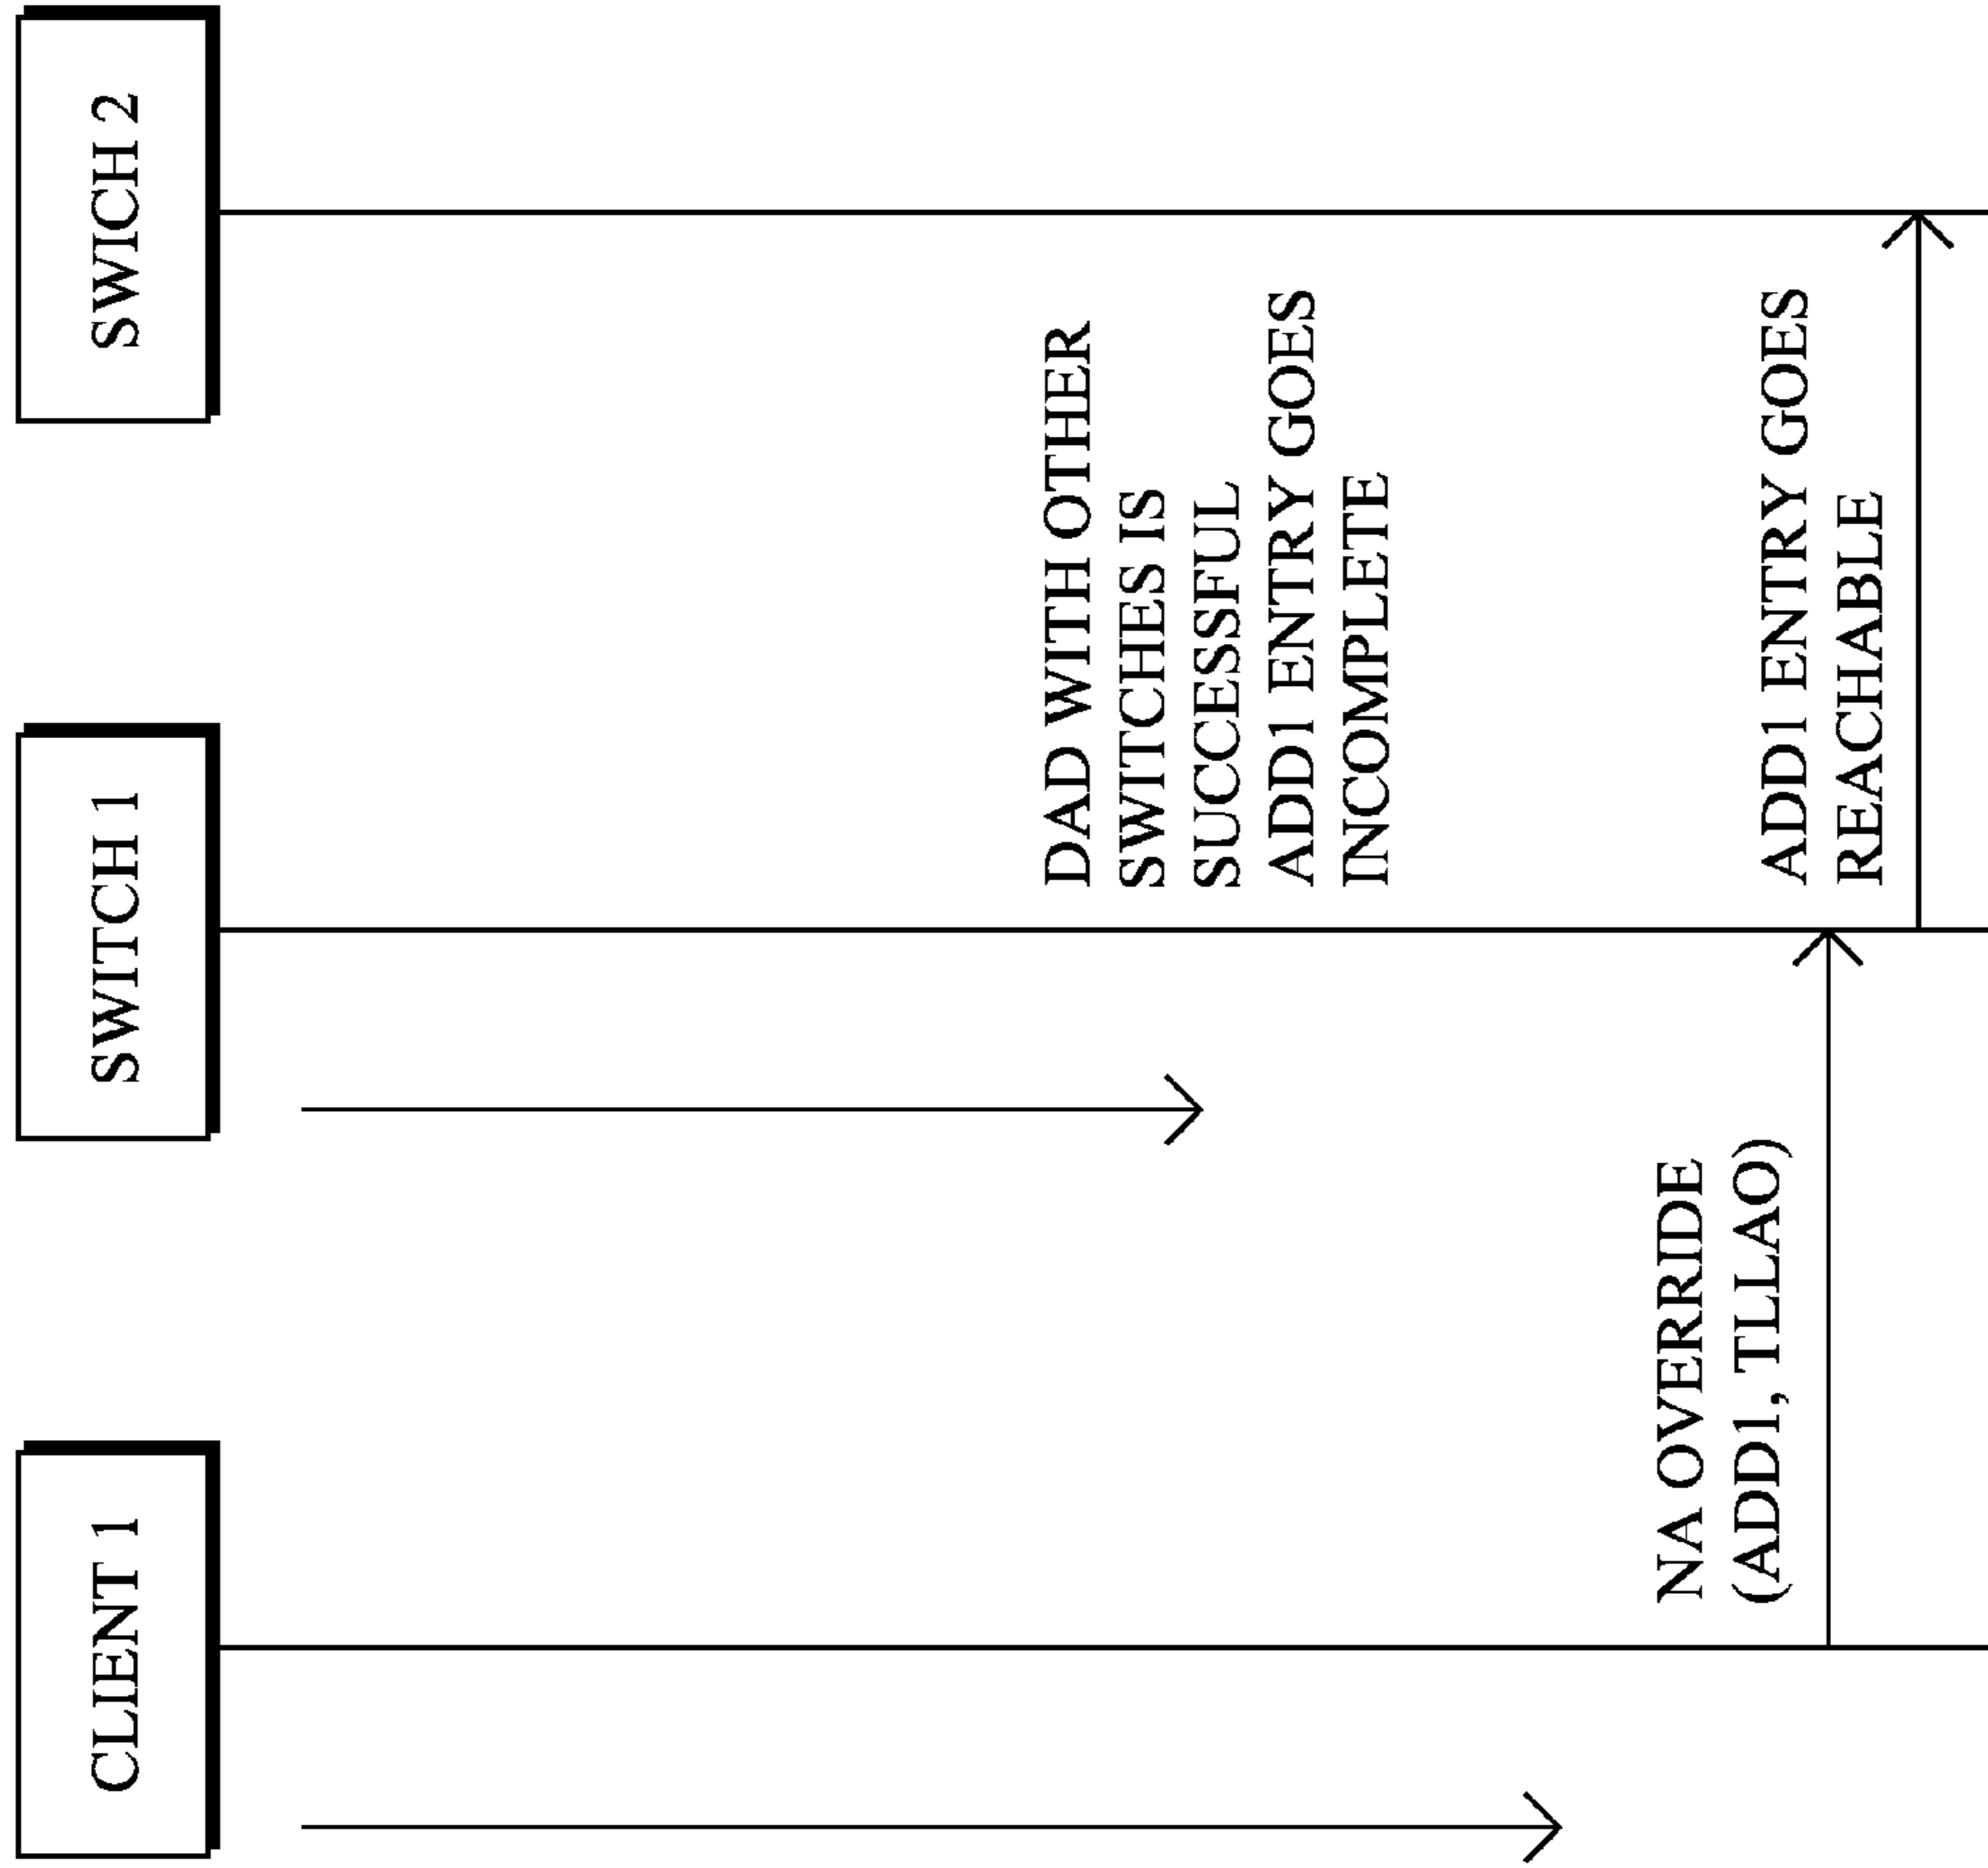 CLIENT 1
SWITCH 1
SWICH 2
DAD WITH OTHER
SWITCHES IS
SUCCESSFUL
ADD1 ENTRY GOES
INCOMPLETE
NA OVERRIDE
(ADD1, TLLAO)
ADD1 ENTRY GOES
REACHABLE